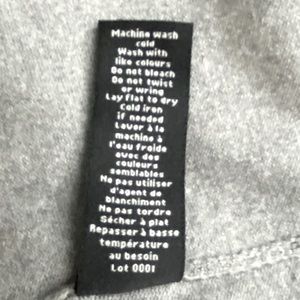 Machine wash
cold
Wash with
like colours
Do not bleach
Do not twist
or wring
Lay flat to dry
Cold iron
if needed
Laver à la
machine à
l'eau froide
avec des
couleurs
semblables
Ne pas utiliser
d'agent de
blanchiment
Ne pas tordre
Sécher à plat
Repasser à basse
température
au besoin
Lot 0001